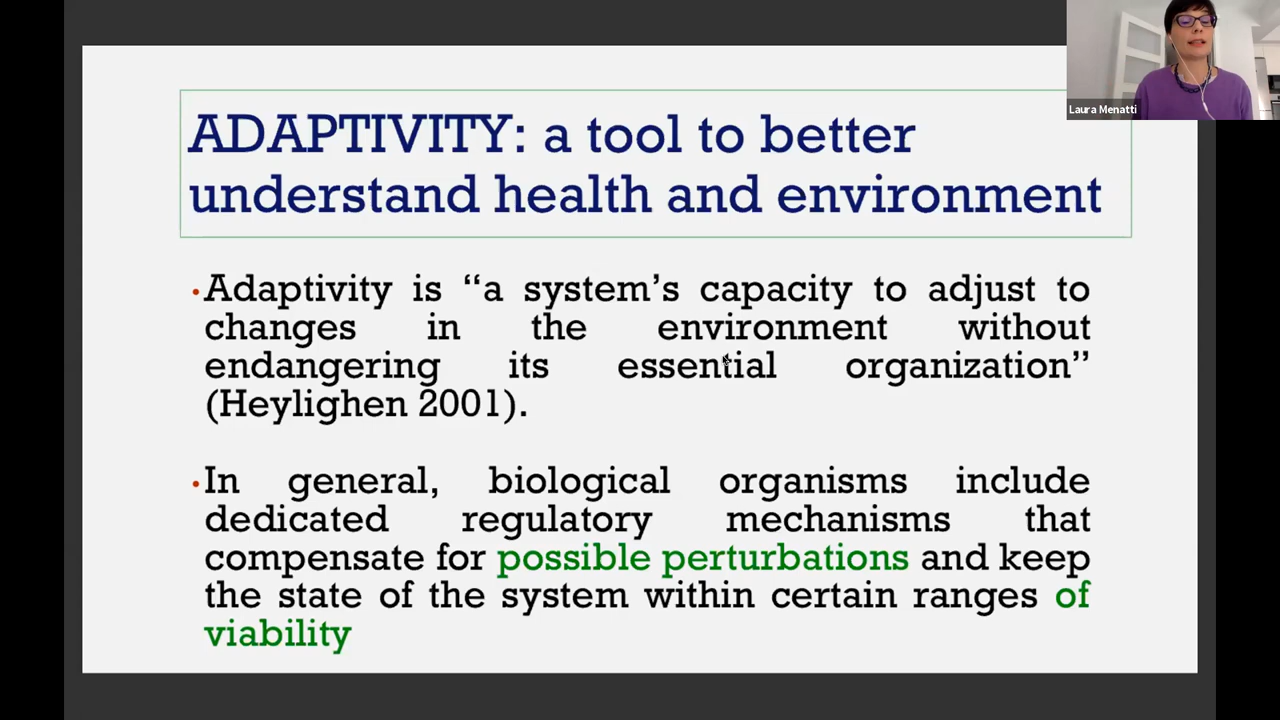 Laura Menatti
ADAPTIVITY: a tool to better
understand health and environment
•Adaptivity is “a system’s capacity to adjust to
changes in the environment without
endangering its essential organization”
(Heylighen 2001).
•In general, biological organisms include
dedicated regulatory mechanisms that
compensate for possible perturbations and keep
the state of the system within certain ranges of
viability